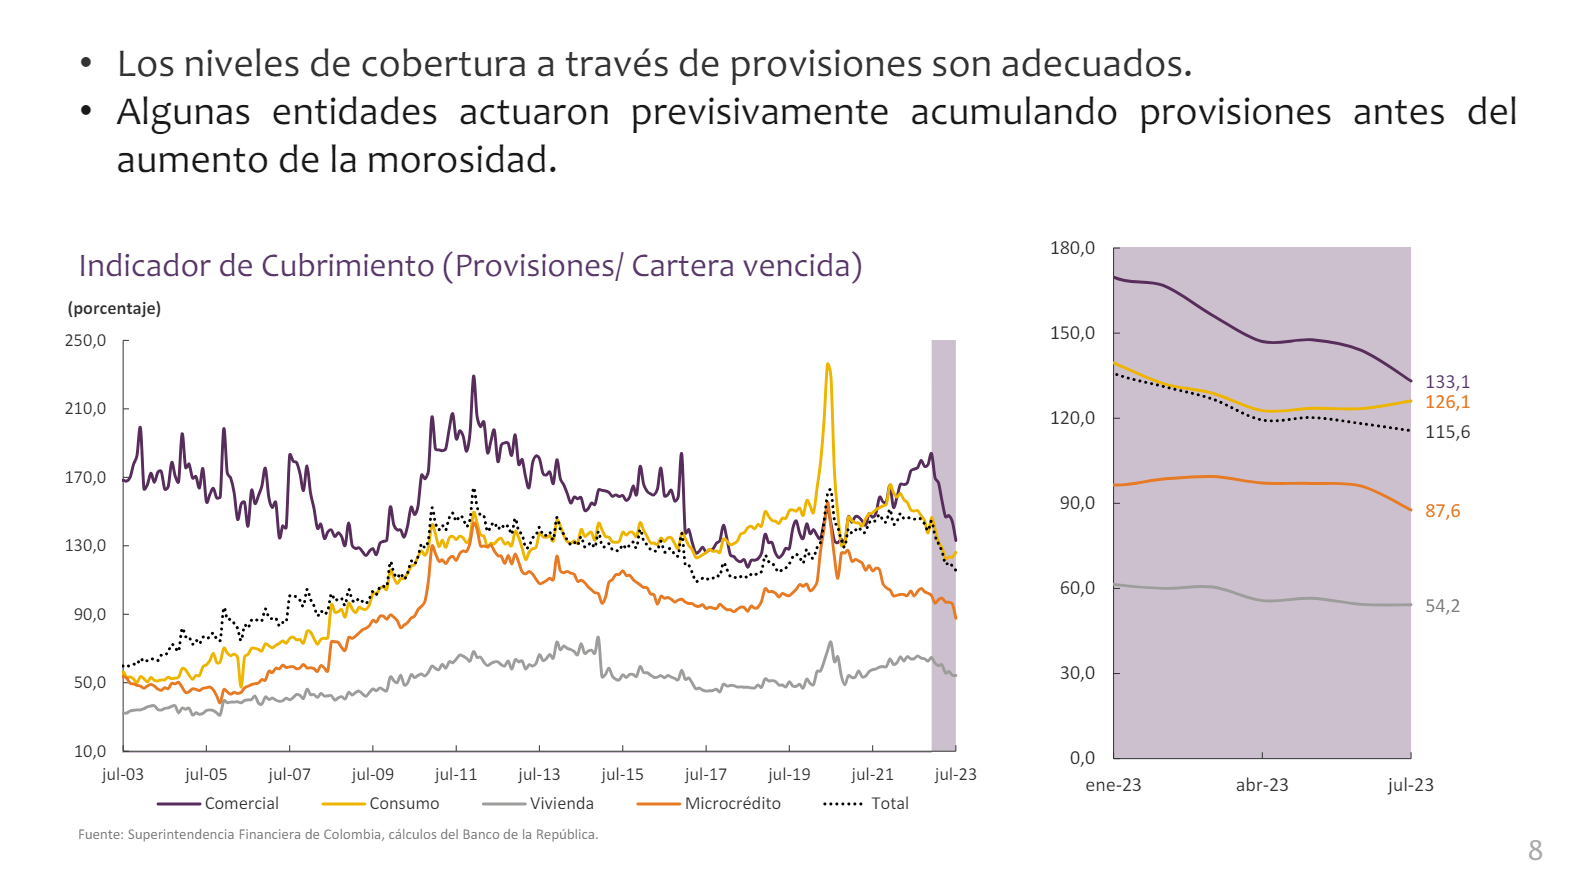 • Los niveles de cobertura a través de provisiones son adecuados.
• Algunas entidades actuaron previsivamente acumulando provisiones antes del
aumento de la morosidad.
Indicador de Cubrimiento (Provisiones/ Cartera vencida)
(porcentaje)
250,0
210,0
170,0
130,0
90,0
50,0
10,0
jul-03 jul-05 jul-07 jul-09 jul-11 jul-13 jul-15 jul-17 jul-19 jul-21 jul-23
Comercial Consumo Vivienda Microcrédito Total
180,0
150,0
120,0
90,0
60,0
30,0
0,0
133,1
126,1
115,6
87,6
54,2
ene-23 abr-23 jul-23
Fuente: Superintendencia Financiera de Colombia, cálculos del Banco de la República.
8